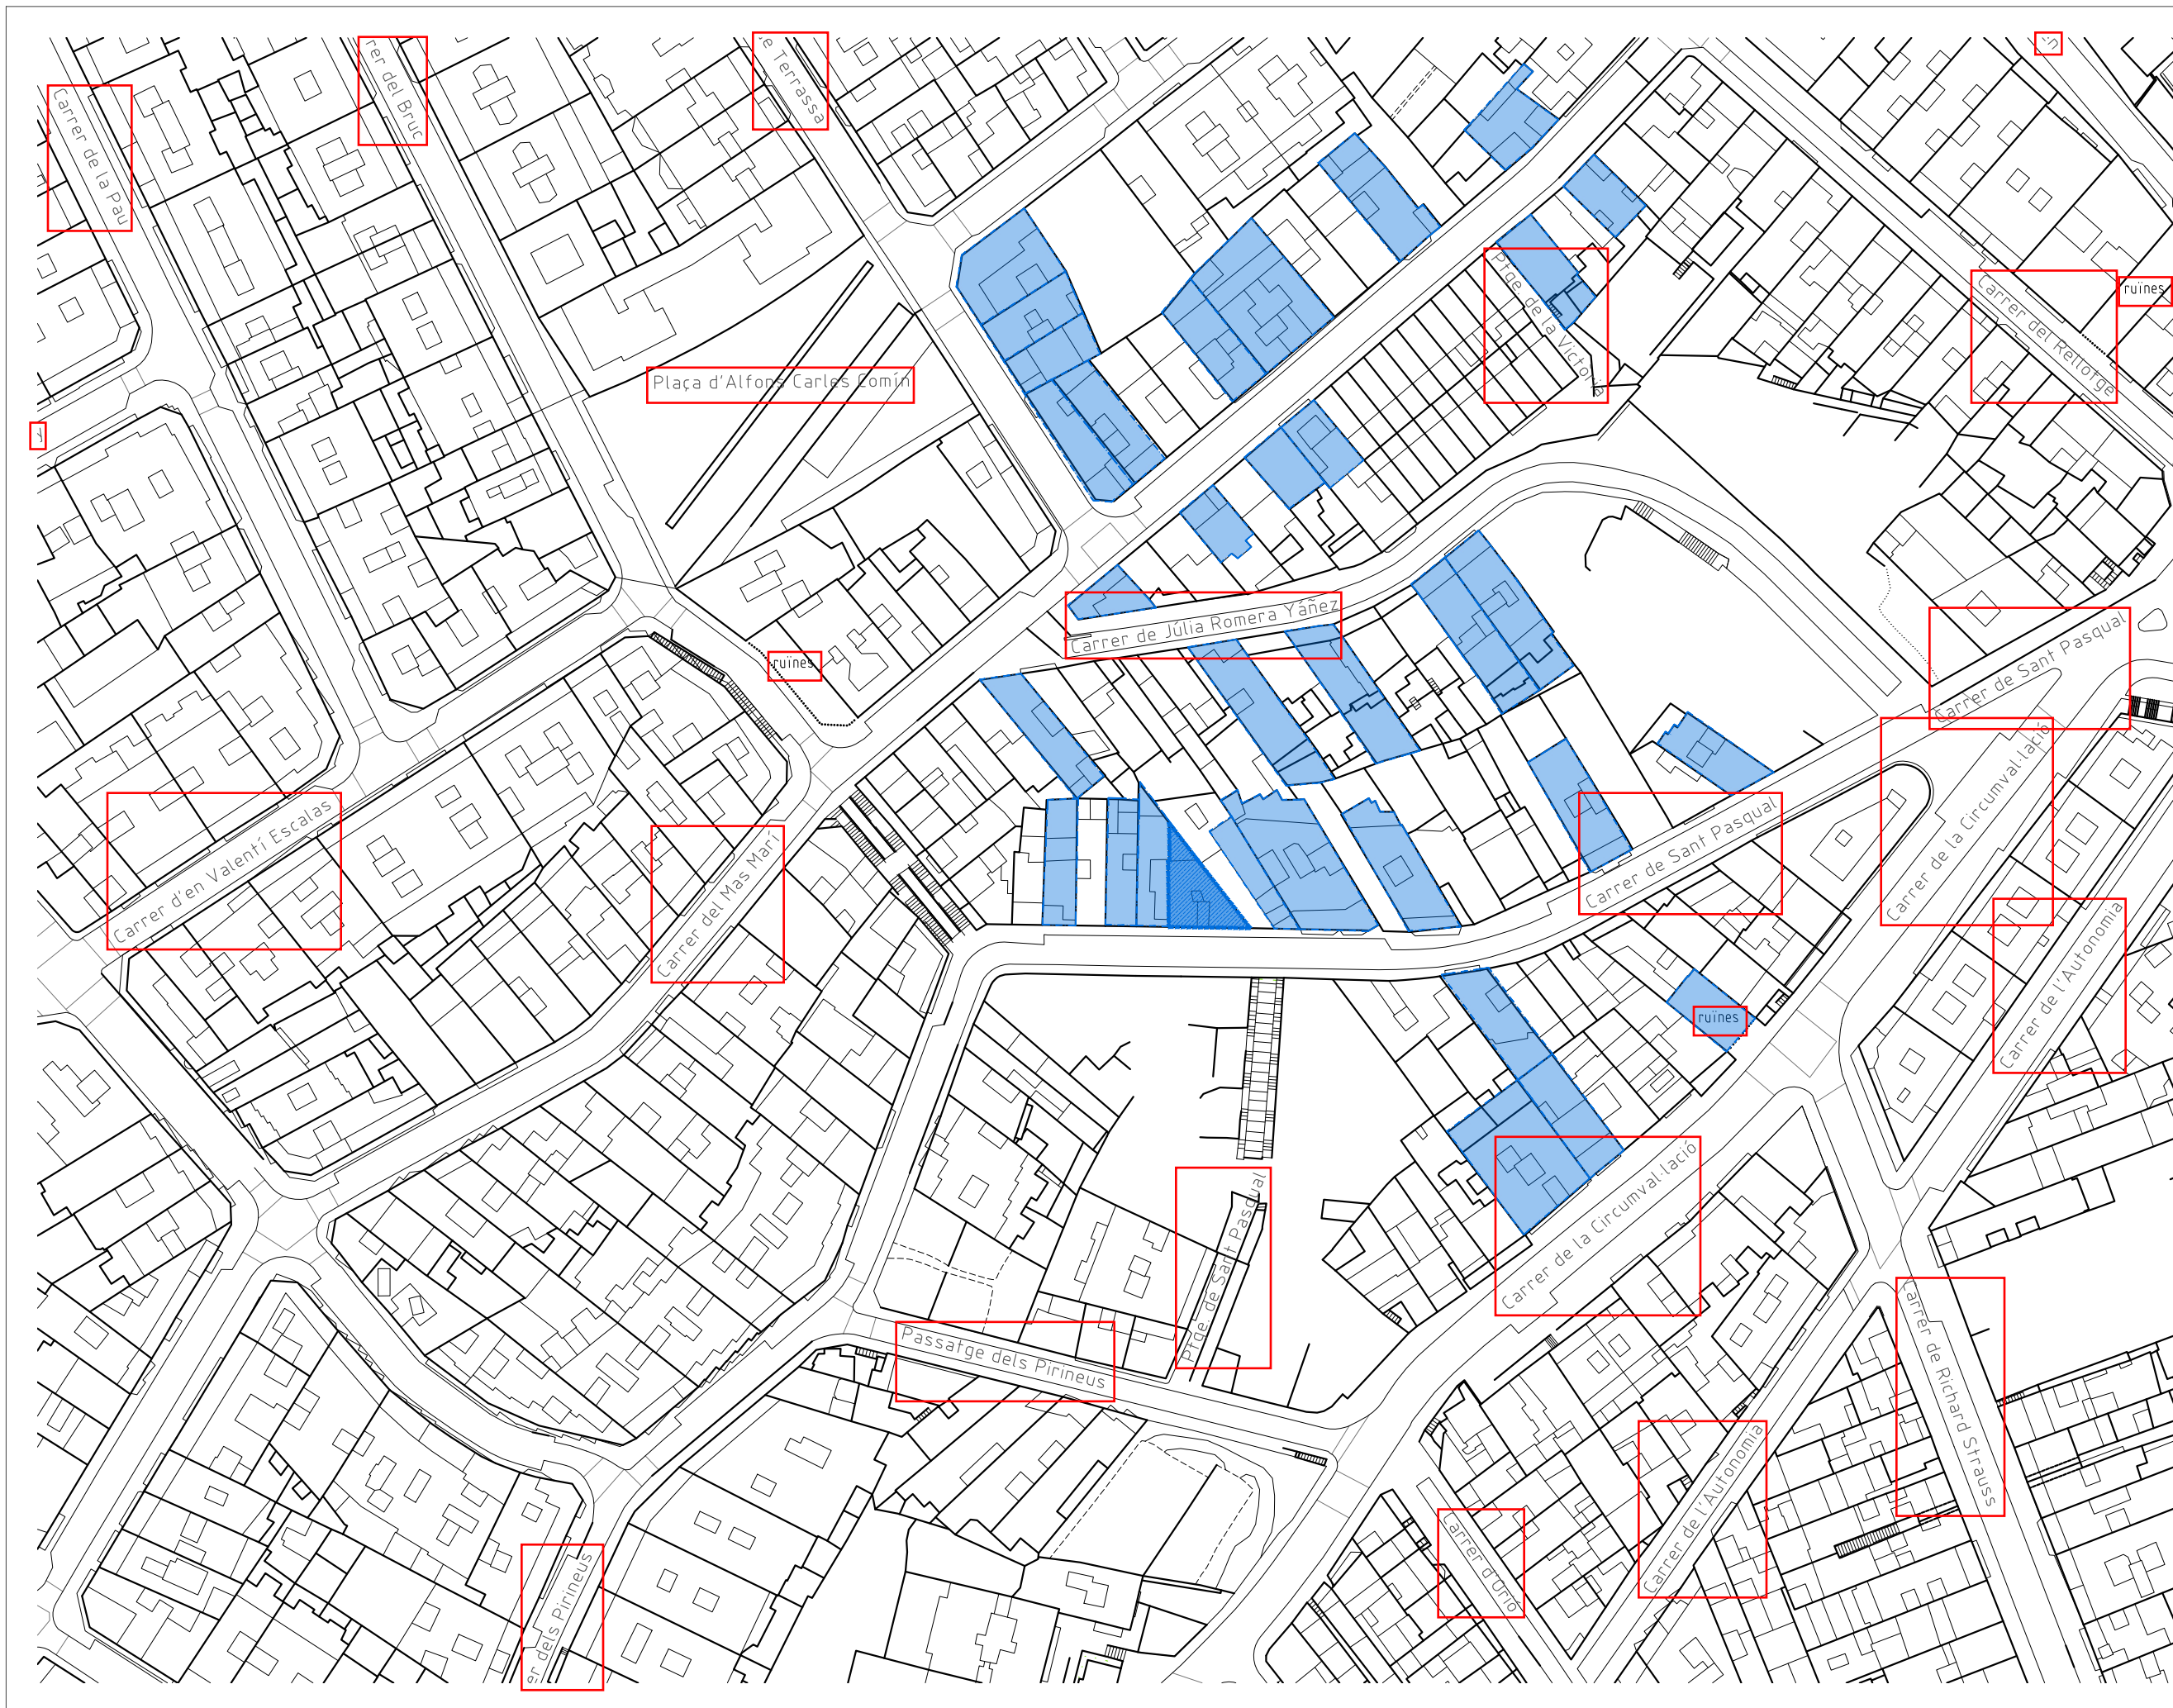 Carrer de la Pau
rer del Bruc
e Terrassa
Plaça d'Alfons Carles Comín
Ptge. de la Victoria
Carrer del Rellotge
ruïnes
y
Carrer de Júlia Romera Yáñez
ruïnes
Carrer de Sant Pasqual
Carrer de la Circumval·lació
Carrer d'en Valentí Escalas
Carrer del Mas Marí
Carrer de Sant Pasqual
Carrer de l'Autonomia
ruïnes
Carrer de la Circumval·lació
Ptge. de Sant Pasqual
Passatge dels Pirineus
Carrer de Richard Strauss
Carrer de l'Autonomia
Carrer d'Orió
er dels Pirineus